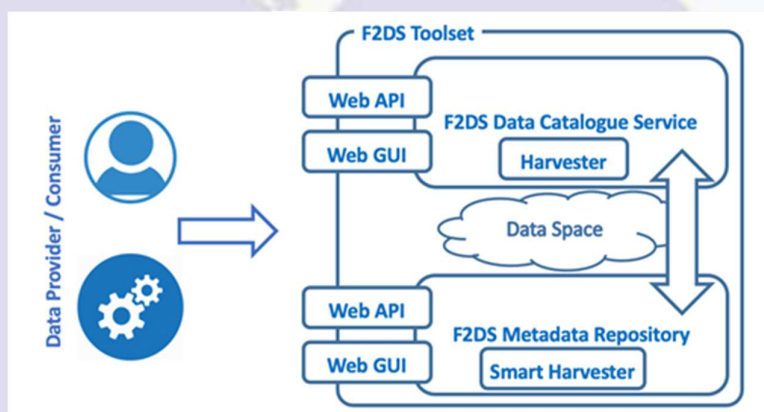 F2DS Toolset
Data Provider / Consumer
Web API
Web GUI
F2DS Data Catalogue Service
Harvester
Data Space
Web API
Web GUI
F2DS Metadata Repository
Smart Harvester